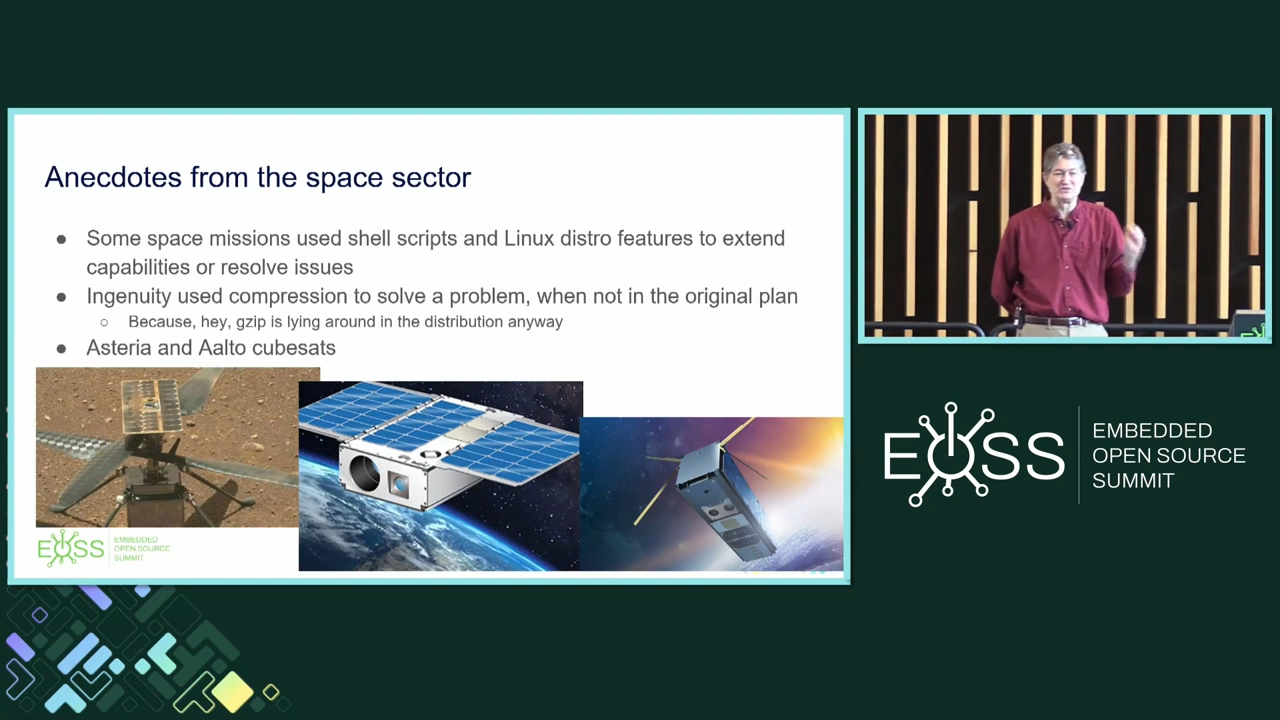 Anecdotes from the space sector
● Some space missions used shell scripts and Linux distro features to extend
capabilities or resolve issues
● Ingenuity used compression to solve a problem, when not in the original plan
○ Because, hey, gzip is lying around in the distribution anyway
● Asteria and Aalto cubesats
EOSS
EMBEDDED
OPEN SOURCE
SUMMIT
EOSS
EMBEDDED
OPEN SOURCE
SUMMIT